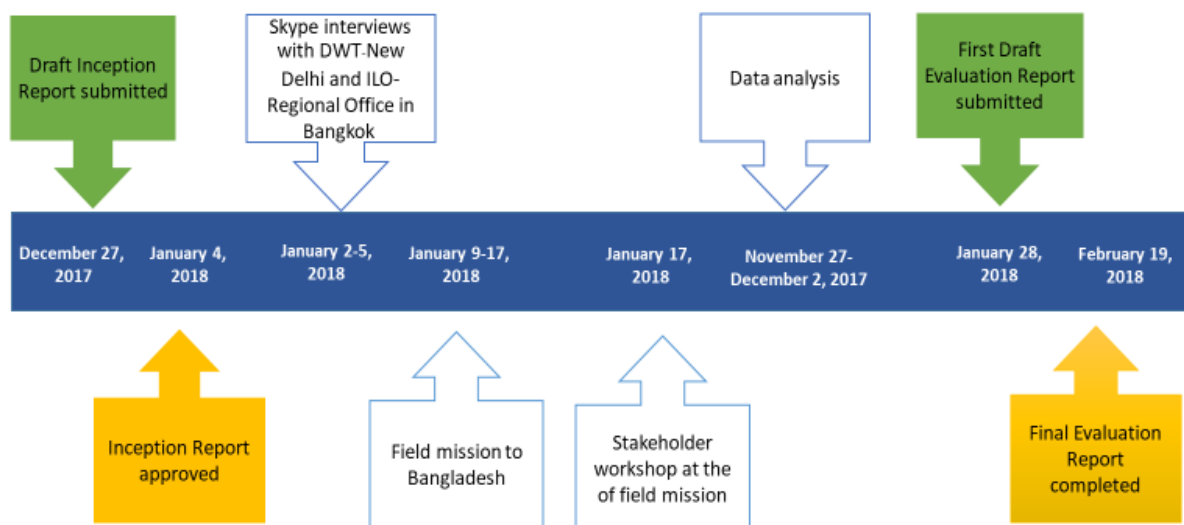 Draft Inception
Report submitted
Skype interviews
with DWT-New
Delhi and ILO-
Regional Office in
Bangkok
Data analysis
First Draft
Evaluation Report
submitted
December 27,
2017
January 4,
2018
January 2-5,
2018
January 9-17,
2018
January 17,
2018
November 27-
December 2, 2017
January 28,
2018
February 19,
2018
Inception Report
approved
Field mission to
Bangladesh
Stakeholder
workshop at the
of field mission
Final Evaluation
Report
completed